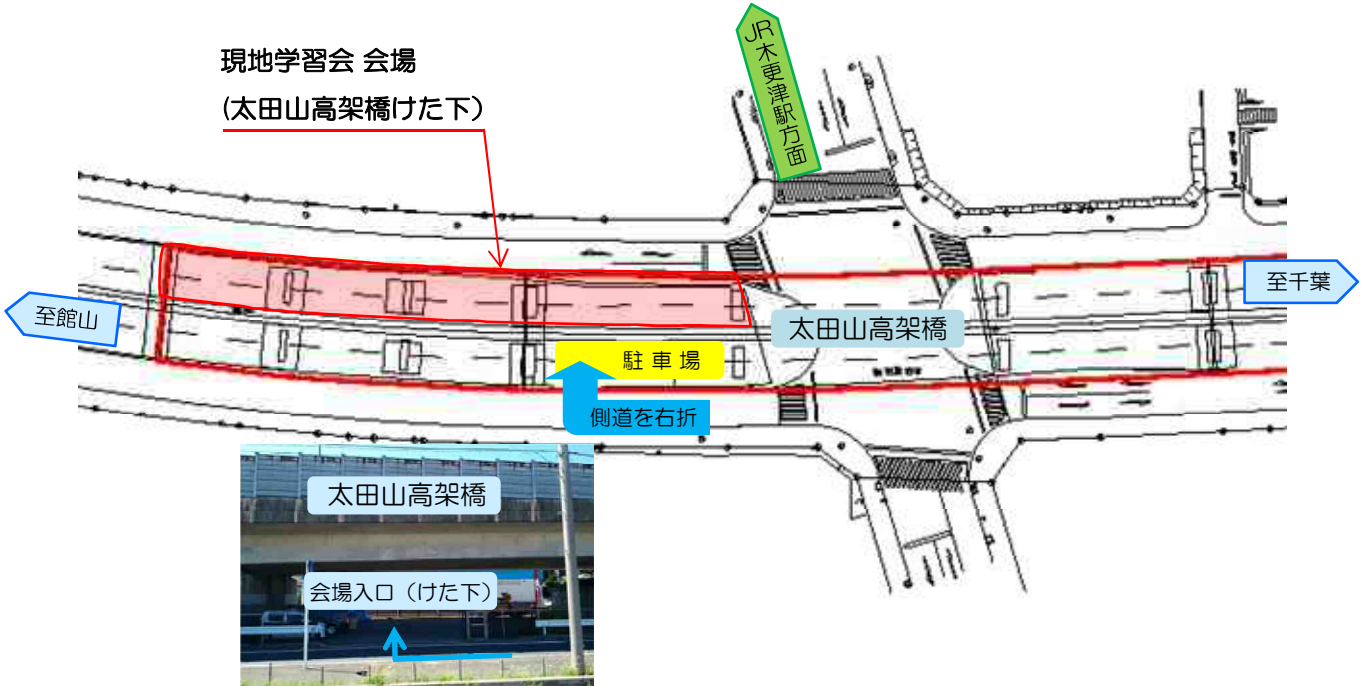 現地学習会 会場
(太田山高架橋けた下)
JR木更津駅方面
至館山
至千葉
太田山高架橋
駐車場
側道を右折
太田山高架橋
会場入口（けた下）